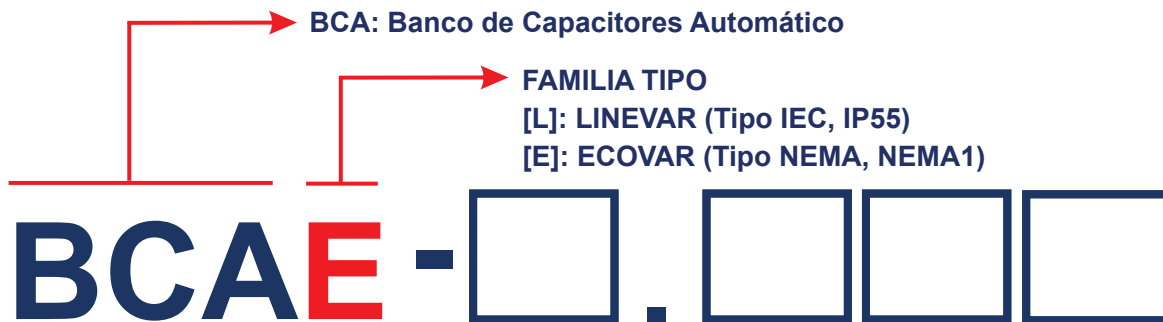 BCA: Banco de Capacitores Automático
FAMILIA TIPO
[L]: LINEVAR (Tipo IEC, IP55)
[E]: ECOVAR (Tipo NEMA, NEMA1)
BCAE - .